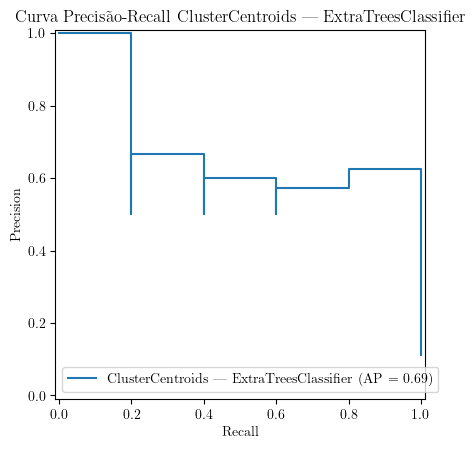 Curva Precisão-Recall ClusterCentroids — ExtraTreesClassifier
1.0
0.8
0.6
0.4
0.2
0.0
Precision
ClusterCentroids — ExtraTreesClassifier (AP = 0.69)
0.0 0.2 0.4 0.6 0.8 1.0
Recall